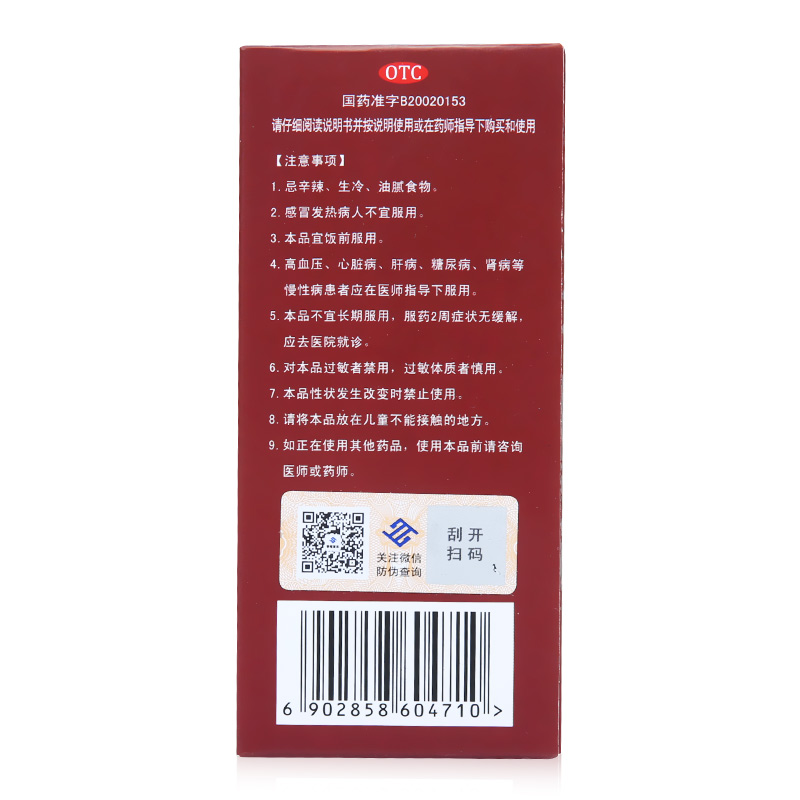 OTC
国药准字B20020153
请仔细阅读说明书并按说明使用或在药师指导下购买和使用
【注意事项】
1.忌辛辣、生冷、油腻食物。
2.感冒发热病人不宜服用。
3.本品宜饭前服用。
4.高血压、心脏病、肝病、糖尿病、肾病等
慢性病患者应在医师指导下服用。
5.本品不宜长期服用，服药2周症状无缓解，
应去医院就诊。
6.对本品过敏者禁用，过敏体质者慎用。
7.本品性状发生改变时禁止使用。
8.请将本品放在儿童不能接触的地方。
9.如正在使用其他药品，使用本品前请咨询
医师或药师。
关注微信
防伪查询
刮开
扫码
6 902858 604710 >